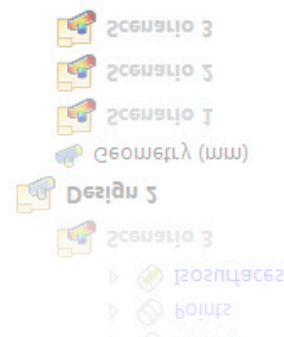 Scenario 3
Scenario 2
Scenario 1
Geometry (mm)
Design 2
Scenario 3
Isosurfaces
Points